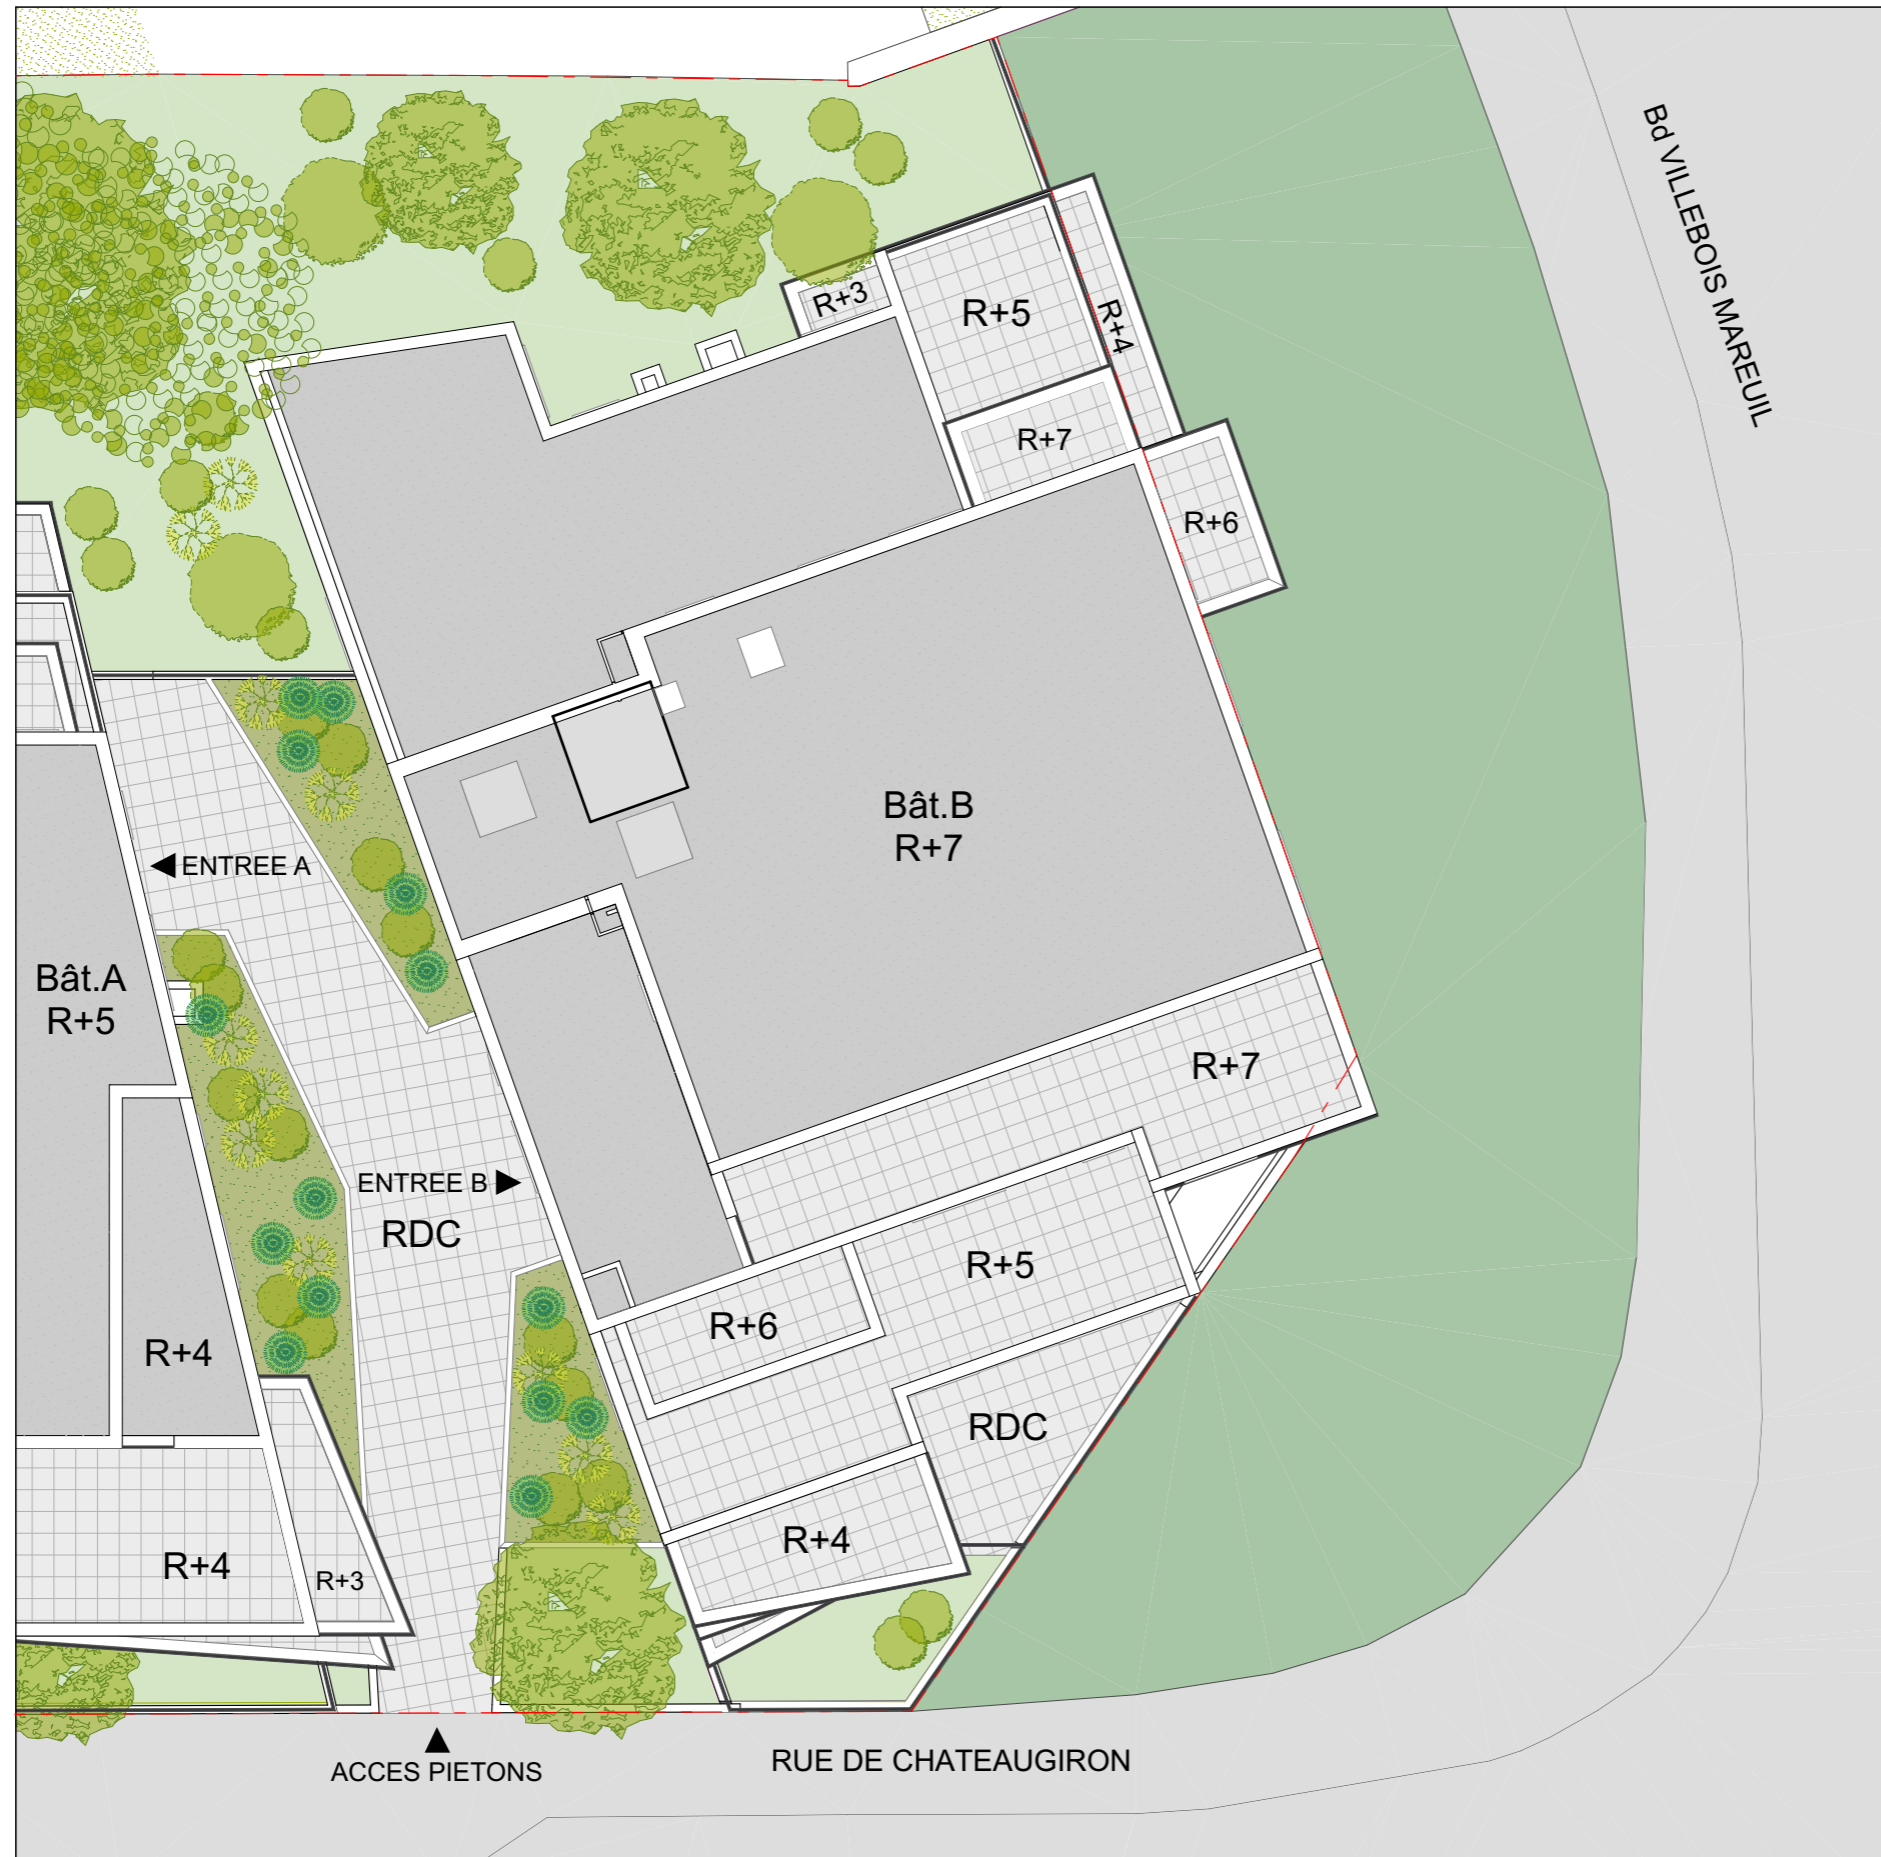 Bd VILLEBOIS MAREUIL
R+3
R+5
R+4
R+7
R+6
Bât.B
R+7
ENTREE A
Bât.A
R+5
R+7
ENTREE B
RDC
R+5
R+6
R+4
RDC
R+4
R+4
R+3
ACCES PIETONS
RUE DE CHATEAUGIRON